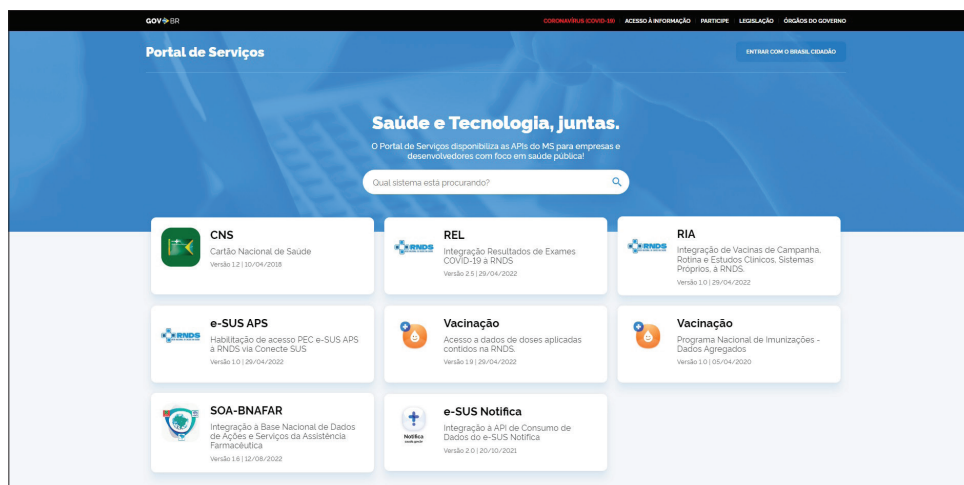 GOV BR
CORONAVÍRUS (COVID-19) ACESSO À INFORMAÇÃO PARTICIPE LEGISLAÇÃO ÓRGÃOS DO GOVERNO
Portal de Serviços
ENTRAR COM O BRASIL CIDADÃO
Saúde e Tecnologia, juntas.
O Portal de Serviços disponibiliza as APIs do MS para empresas e
desenvolvedores com foco em saúde pública!
Qual sistema está procurando?
CNS
Cartão Nacional de Saúde
Versão 1.2 | 10/04/2018
RNDS
REL
Integração Resultados de Exames
COVID-19 à RNDS
Versão 2.5 | 29/04/2022
RNDS
RIA
Integração de Vacinas de Campanha,
Rotina e Estudos Clínicos, Sistemas
Próprios, à RNDS.
Versão 1.0 | 29/04/2022
RNDS
e-SUS APS
Habilitação de acesso PEC e-SUS APS
à RNDS via Conecte SUS
Versão 1.0 | 29/04/2022
Vacinação
Acesso a dados de doses aplicadas
contidos na RNDS.
Versão 1.9 | 29/04/2022
Vacinação
Programa Nacional de Imunizações -
Dados Agregados
Versão 1.0 | 05/04/2020
SOA-BNAFAR
Integração à Base Nacional de Dados
de Ações e Serviços da Assistência
Farmacêutica
Versão 1.6 | 12/08/2022
Notifica
e-SUS Notifica
Integração à API de Consumo de
Dados do e-SUS Notifica
Versão 2.0 | 20/10/2021